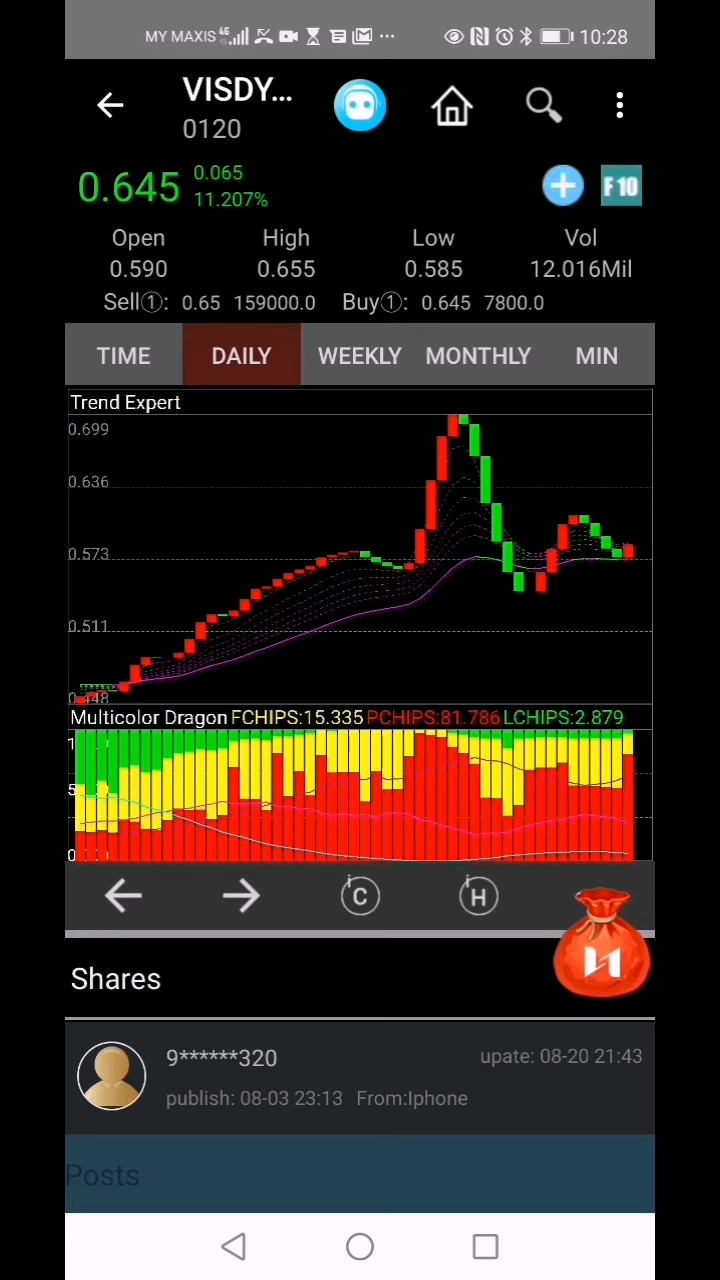 MY MAXIS 4G 10:28
VISDY...
0120
0.645 0.065
11.207%
F10
Open High Low Vol
0.590 0.655 0.585 12.016Mil
Sell①: 0.65 159000.0 Buy①: 0.645 7800.0
TIME DAILY WEEKLY MONTHLY MIN
Trend Expert
0.699
0.636
0.573
0.511
0.448
Multicolor Dragon FCHIPS:15.335 PCHIPS:81.786 LCHIPS:2.879
C H
Shares
9******320 upate: 08-20 21:43
publish: 08-03 23:13 From:Iphone
Posts